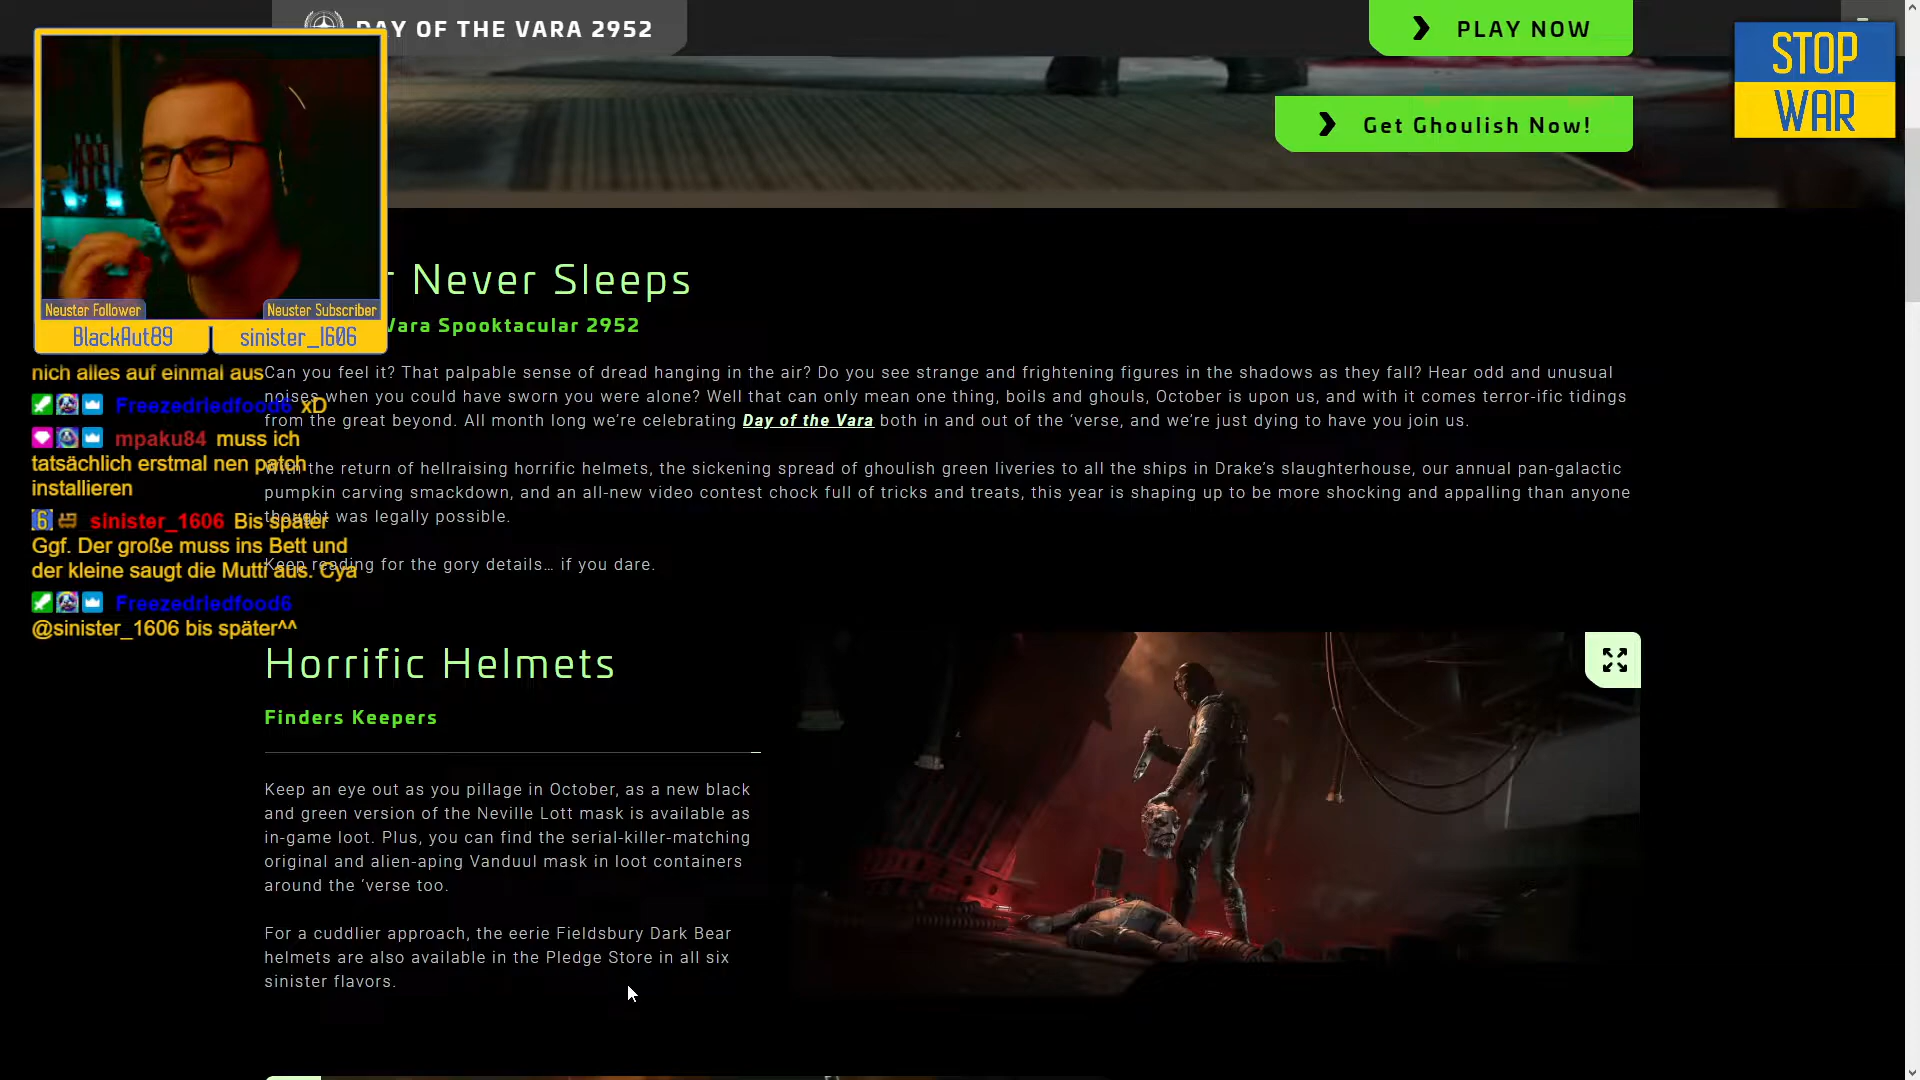 DAY OF THE VARA 2952
PLAY NOW
STOP
WAR
Get Ghoulish Now!
Never Sleeps
Vara Spooktacular 2952
Neuster Follower
Neuster Subscriber
BlackAut89
sinister_1606
Can you feel it? That palpable sense of dread hanging in the air? Do you see strange and frightening figures in the shadows as they fall? Hear odd and unusual
noises when you could have sworn you were alone? Well that can only mean one thing, boils and ghouls, October is upon us, and with it comes terror-ific tidings
from the great beyond. All month long we're celebrating Day of the Vara both in and out of the 'verse, and we're just dying to have you join us.
With the return of hellraising horrific helmets, the sickening spread of ghoulish green liveries to all the ships in Drake's slaughterhouse, our annual pan-galactic
pumpkin carving smackdown, and an all-new video contest chock full of tricks and treats, this year is shaping up to be more shocking and appalling than anyone
thought was legally possible.
Keep reading for the gory details… if you dare.
nich alles auf einmal aus
Freezedriedfood6 xD
mpaku84 muss ich
tatsächlich erstmal nen patch
installieren
6 sinister_1606 Bis später
Ggf. Der große muss ins Bett und
der kleine saugt die Mutti aus. Cya
Freezedriedfood6
@sinister_1606 bis später^^
Horrific Helmets
Finders Keepers
Keep an eye out as you pillage in October, as a new black
and green version of the Neville Lott mask is available as
in-game loot. Plus, you can find the serial-killer-matching
original and alien-aping Vanduul mask in loot containers
around the 'verse too.
For a cuddlier approach, the eerie Fieldsbury Dark Bear
helmets are also available in the Pledge Store in all six
sinister flavors.